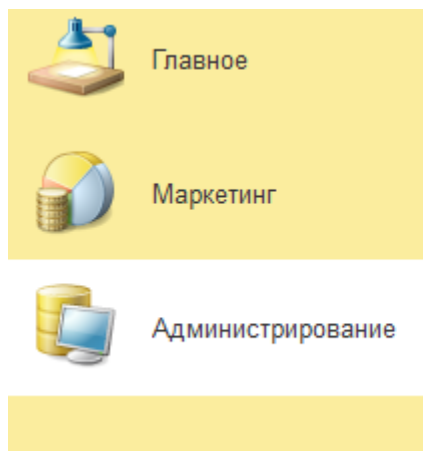 Главное
Маркетинг
Администрирование